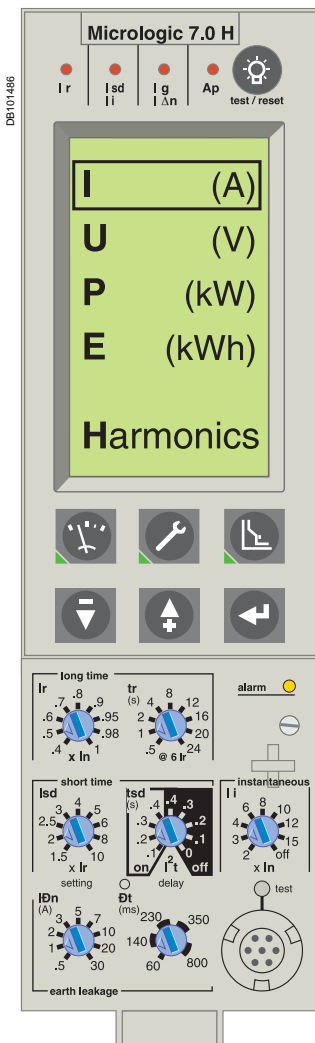 Micrologic 7.0 H
DB101486
Ir
Isd
Ii
Ig
I Δn
Ap
test / reset
I (A)
U (V)
P (kW)
E (kWh)
Harmonics
long time
alarm
Ir
.4 .5 .6 .7 .8 .9 .95 .98 1
x In
tr
(s)
.5 1 2 4 8 12 16 20 24
@ 6 Ir
short time
instantaneous
Isd
1.5 2 2.5 3 4 5 6 8 10
x Ir
tsd
(s)
.1 .2 .3 .4 .4 .3 .2 .1 0
on I²t off
Ii
2 3 4 6 8 10 12 15 off
x In
setting
delay
test
IÐn
(A)
.5 1 2 3 5 7 10 20 30
Ðt
(ms)
60 140 230 350 800
earth leakage